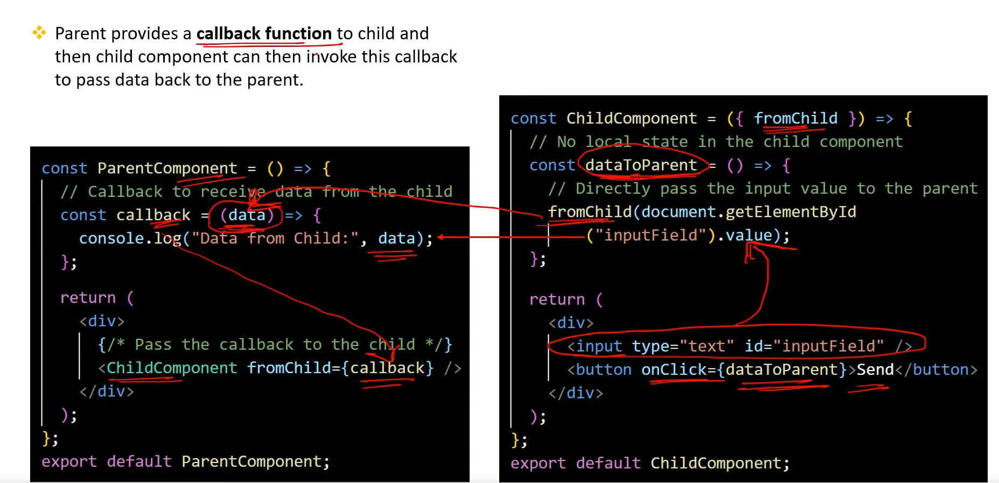 Parent provides a callback function to child and
then child component can then invoke this callback
to pass data back to the parent.
const ParentComponent = () => {
// Callback to receive data from the child
const callback = (data) => {
console.log("Data from Child:", data);
};
return (
<div>
{/* Pass the callback to the child */}
<ChildComponent fromChild={callback} />
</div>
);
};
export default ParentComponent;
const ChildComponent = ({ fromChild }) => {
// No local state in the child component
const dataToParent = () => {
// Directly pass the input value to the parent
fromChild(document.getElementById
("inputField").value);
};
return (
<div>
<input type="text" id="inputField" />
<button onClick={dataToParent}>Send</button>
</div>
);
};
export default ChildComponent;